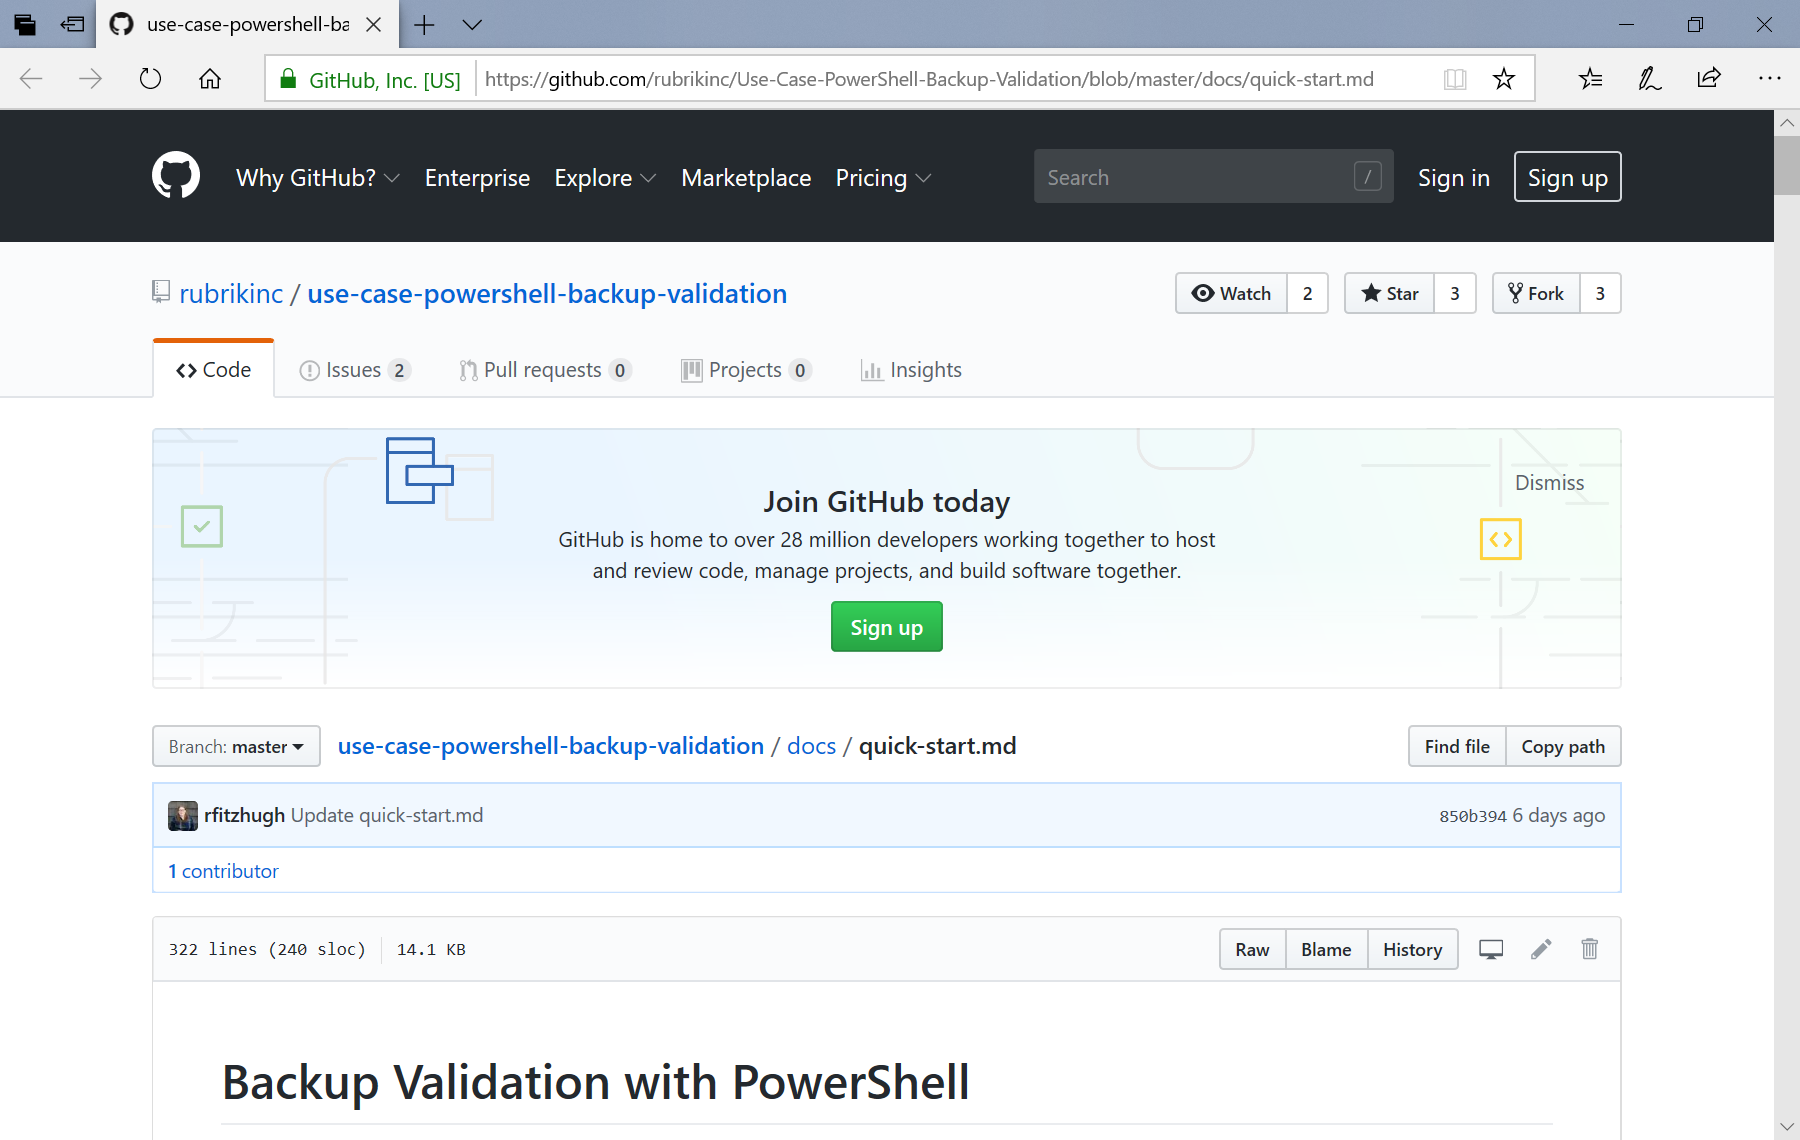 use-case-powershell-ba
GitHub, Inc. [US]
https://github.com/rubrikinc/Use-Case-PowerShell-Backup-Validation/blob/master/docs/quick-start.md
Why GitHub? Enterprise Explore Marketplace Pricing
Search /
Sign in Sign up
rubrikinc / use-case-powershell-backup-validation
Watch 2 Star 3 Fork 3
Code Issues 2 Pull requests 0 Projects 0 Insights
Dismiss
Join GitHub today
GitHub is home to over 28 million developers working together to host
and review code, manage projects, and build software together.
Sign up
Branch: master use-case-powershell-backup-validation / docs / quick-start.md
Find file Copy path
rfitzhugh Update quick-start.md
850b394 6 days ago
1 contributor
322 lines (240 sloc) 14.1 KB
Raw Blame History
Backup Validation with PowerShell